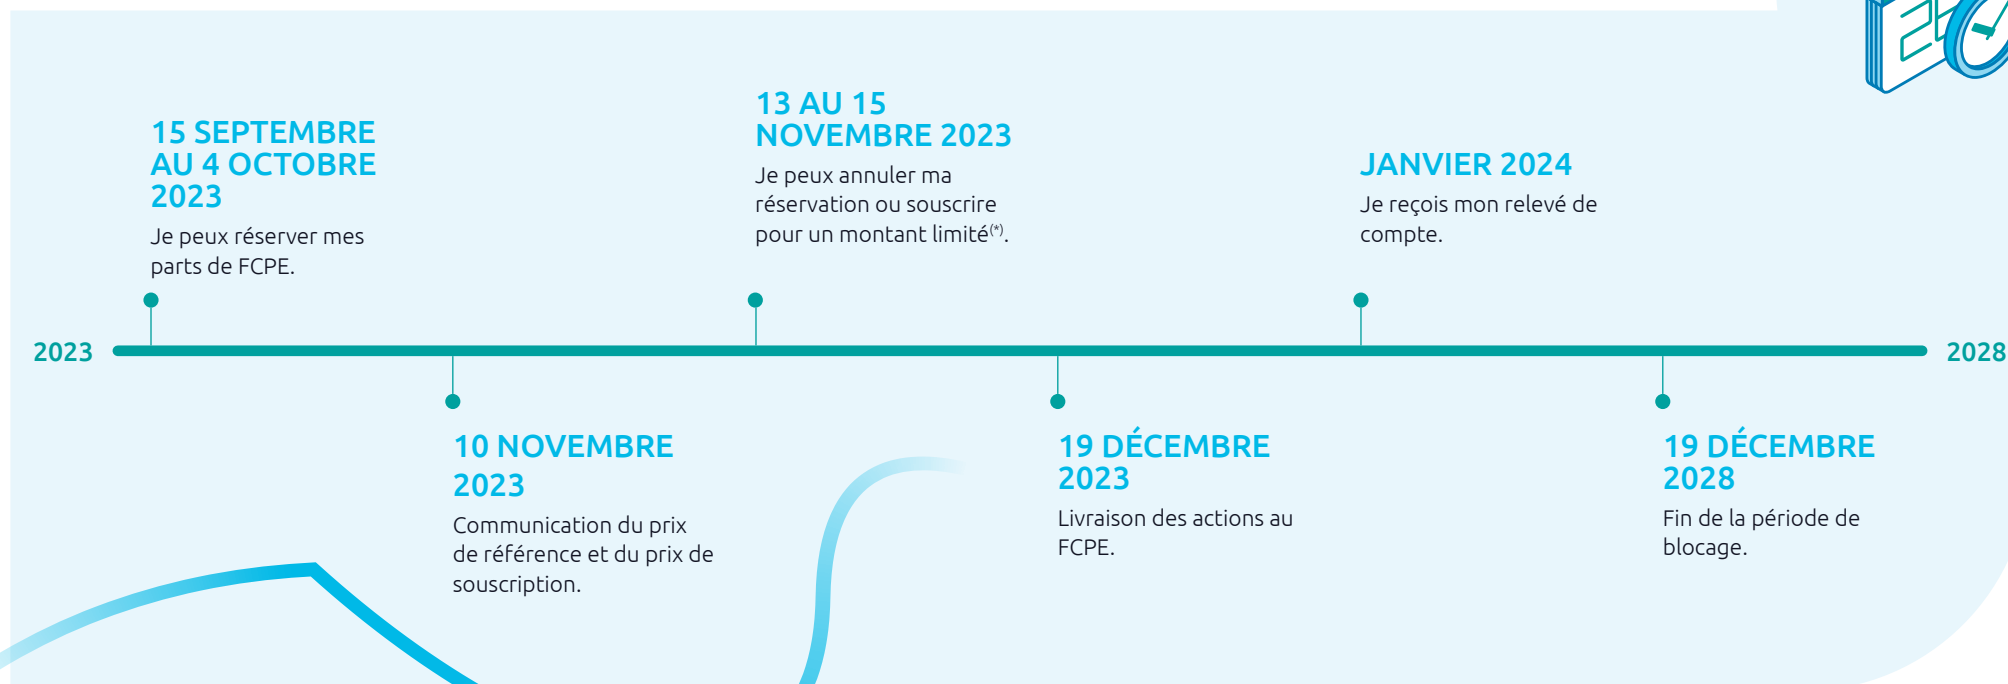 15 SEPTEMBRE
AU 4 OCTOBRE
2023
Je peux réserver mes
parts de FCPE.
13 AU 15
NOVEMBRE 2023
Je peux annuler ma
réservation ou souscrire
pour un montant limité(*).
JANVIER 2024
Je reçois mon relevé de
compte.
2023
2028
10 NOVEMBRE
2023
Communication du prix
de référence et du prix de
souscription.
19 DÉCEMBRE
2023
Livraison des actions au
FCPE.
19 DÉCEMBRE
2028
Fin de la période de
blocage.